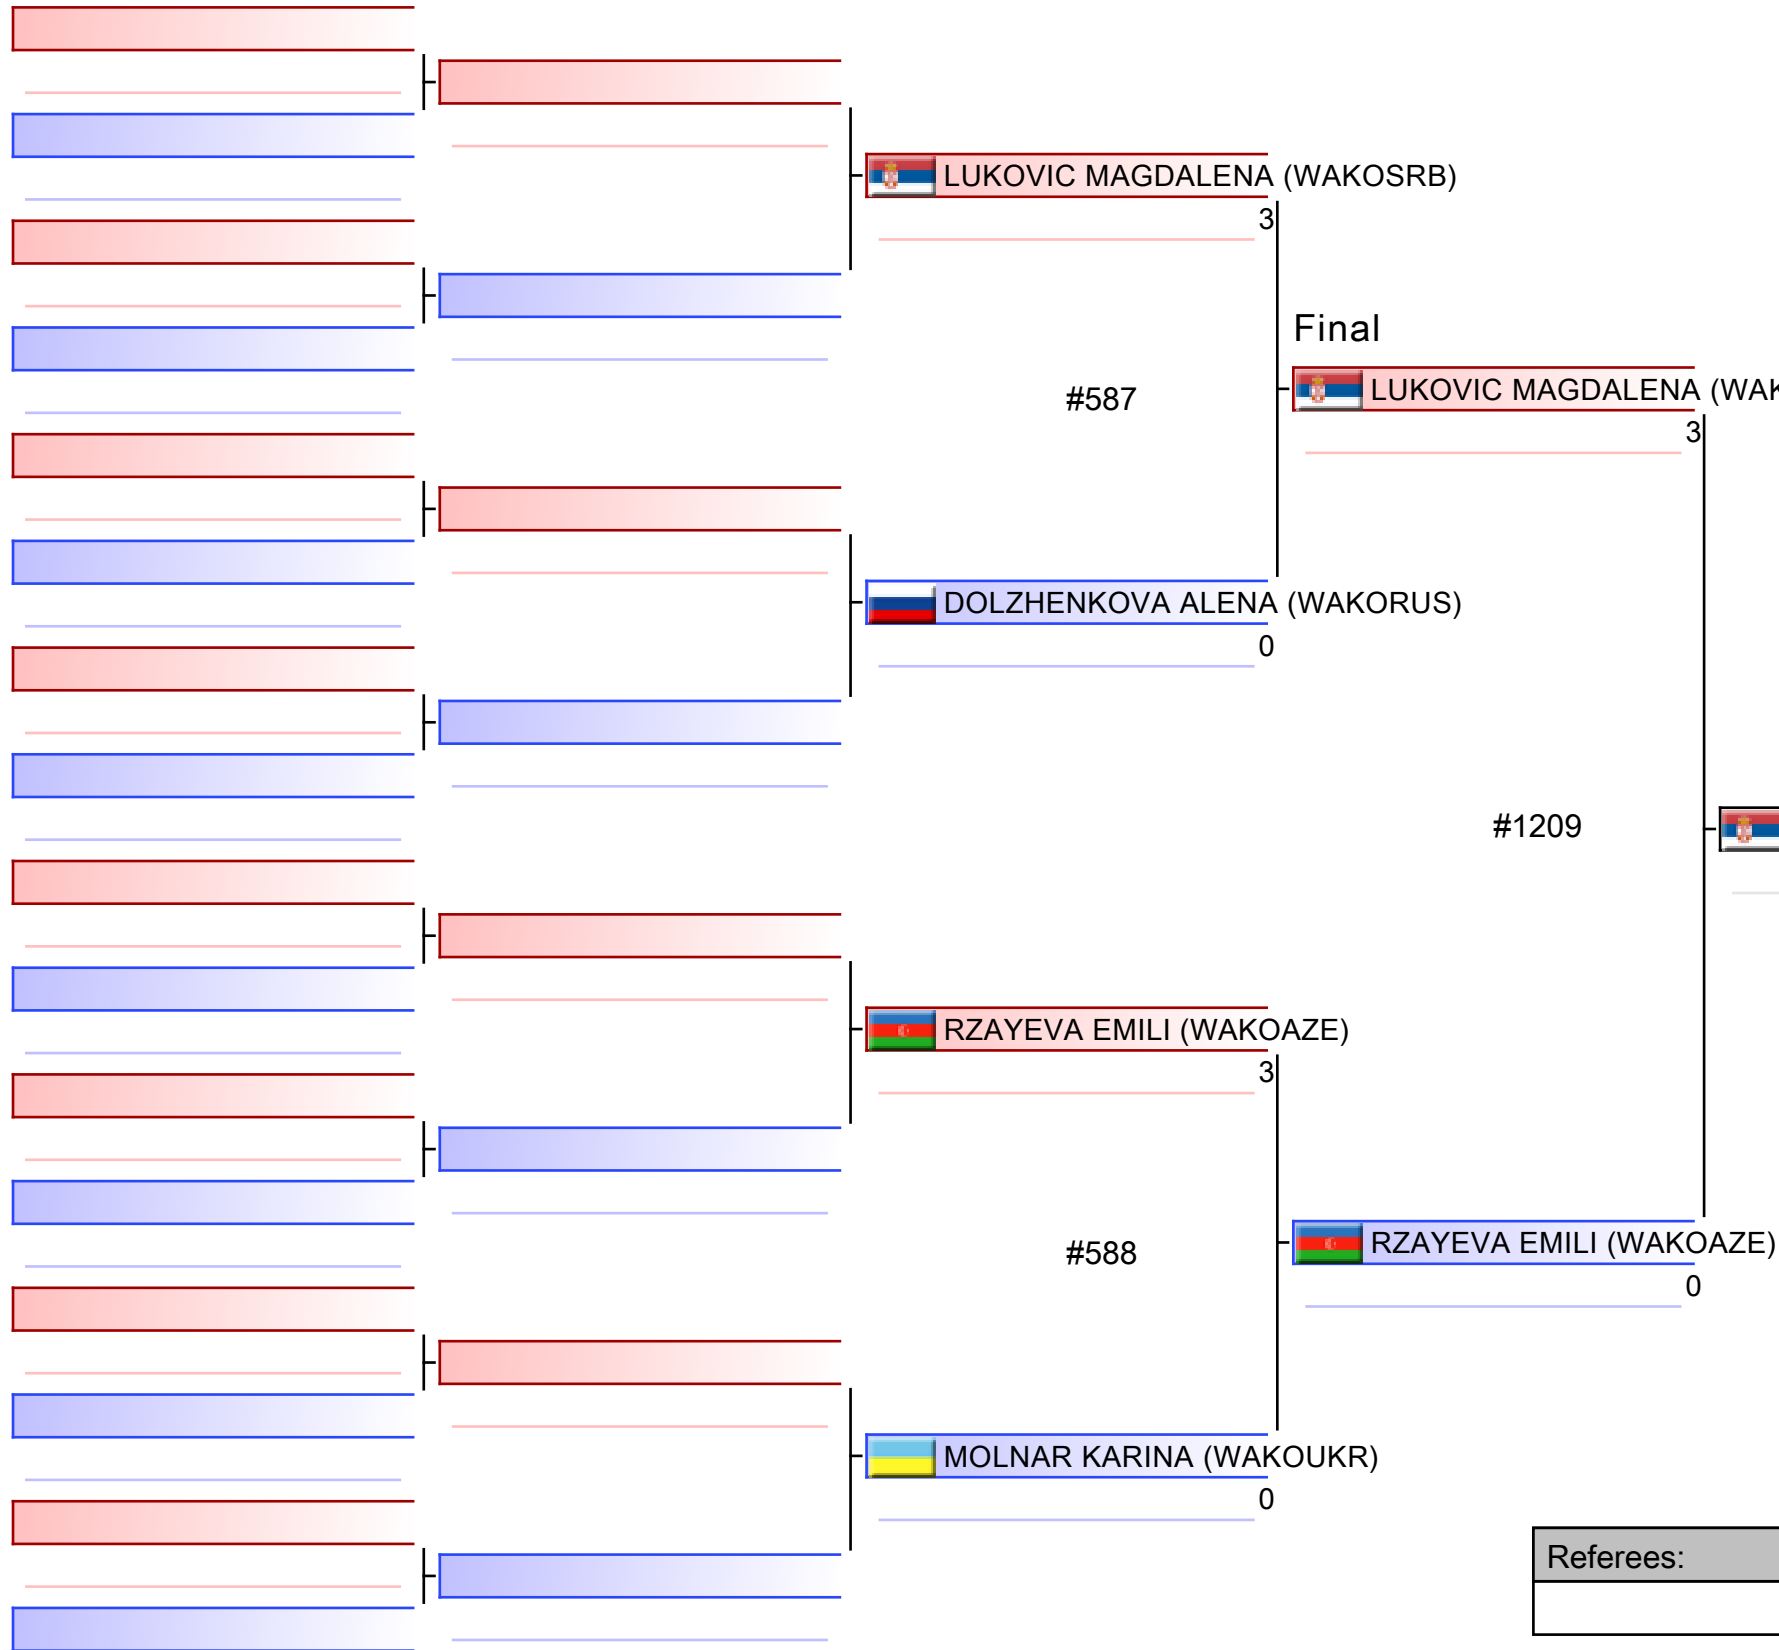 LUKOVIC MAGDALENA (WAKOSRB)
3
Final
#587
LUKOVIC MAGDALENA (WAK
3
DOLZHENKOVA ALENA (WAKORUS)
0
#1209
RZAYEVA EMILI (WAKOAZE)
3
#588
RZAYEVA EMILI (WAKOAZE)
0
MOLNAR KARINA (WAKOUKR)
0
Referees: